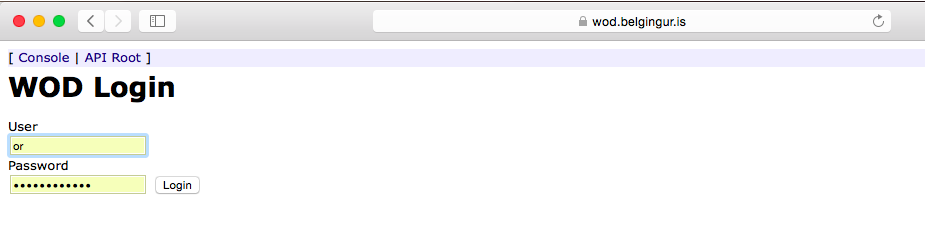 wod.belgingur.is
[ Console | API Root ]
WOD Login
User
or
Password
•••••••••••• Login